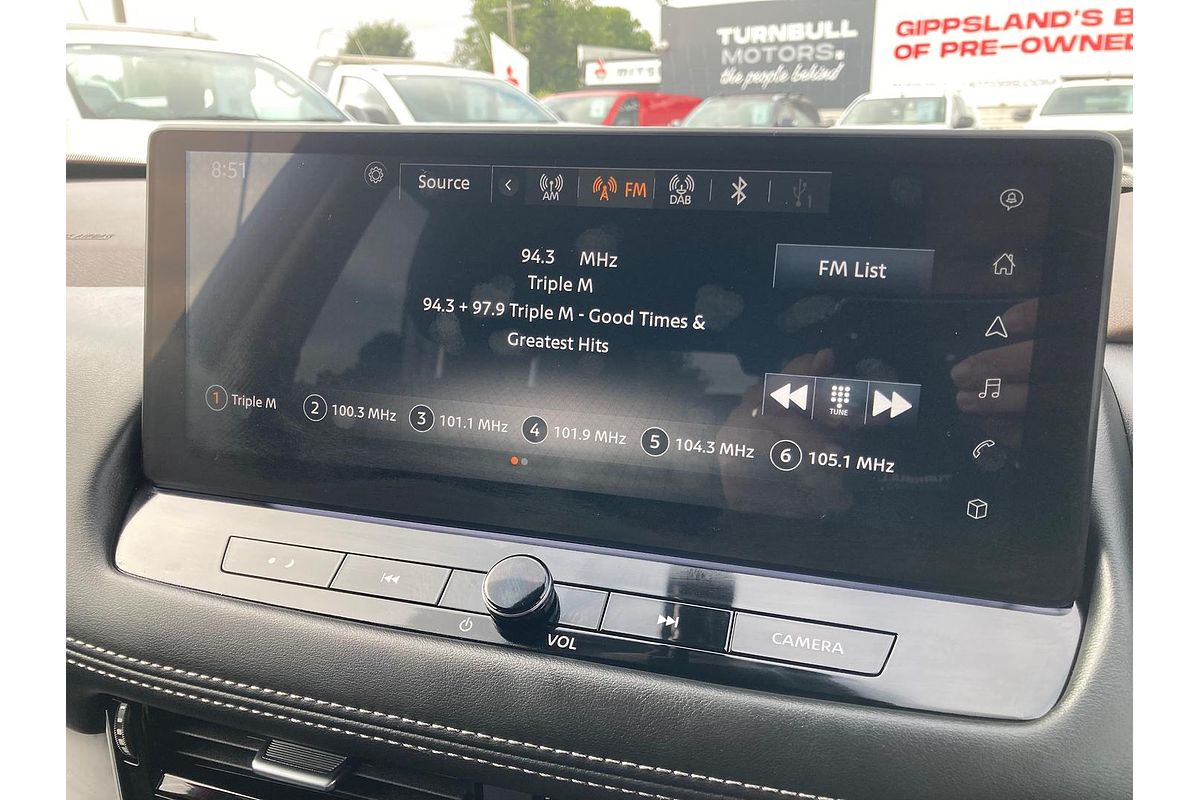 TURNBULL
MOTORS.
the people behind
GIPPSLAND'S B
OF PRE-OWNED
MITS
8:51
Source
AM
FM
DAB
1
94.3 MHz
Triple M
94.3 + 97.9 Triple M - Good Times &
Greatest Hits
FM List
TUNE
1 Triple M
2 100.3 MHz
3 101.1 MHz
4 101.9 MHz
5 104.3 MHz
6 105.1 MHz
VOL
CAMERA